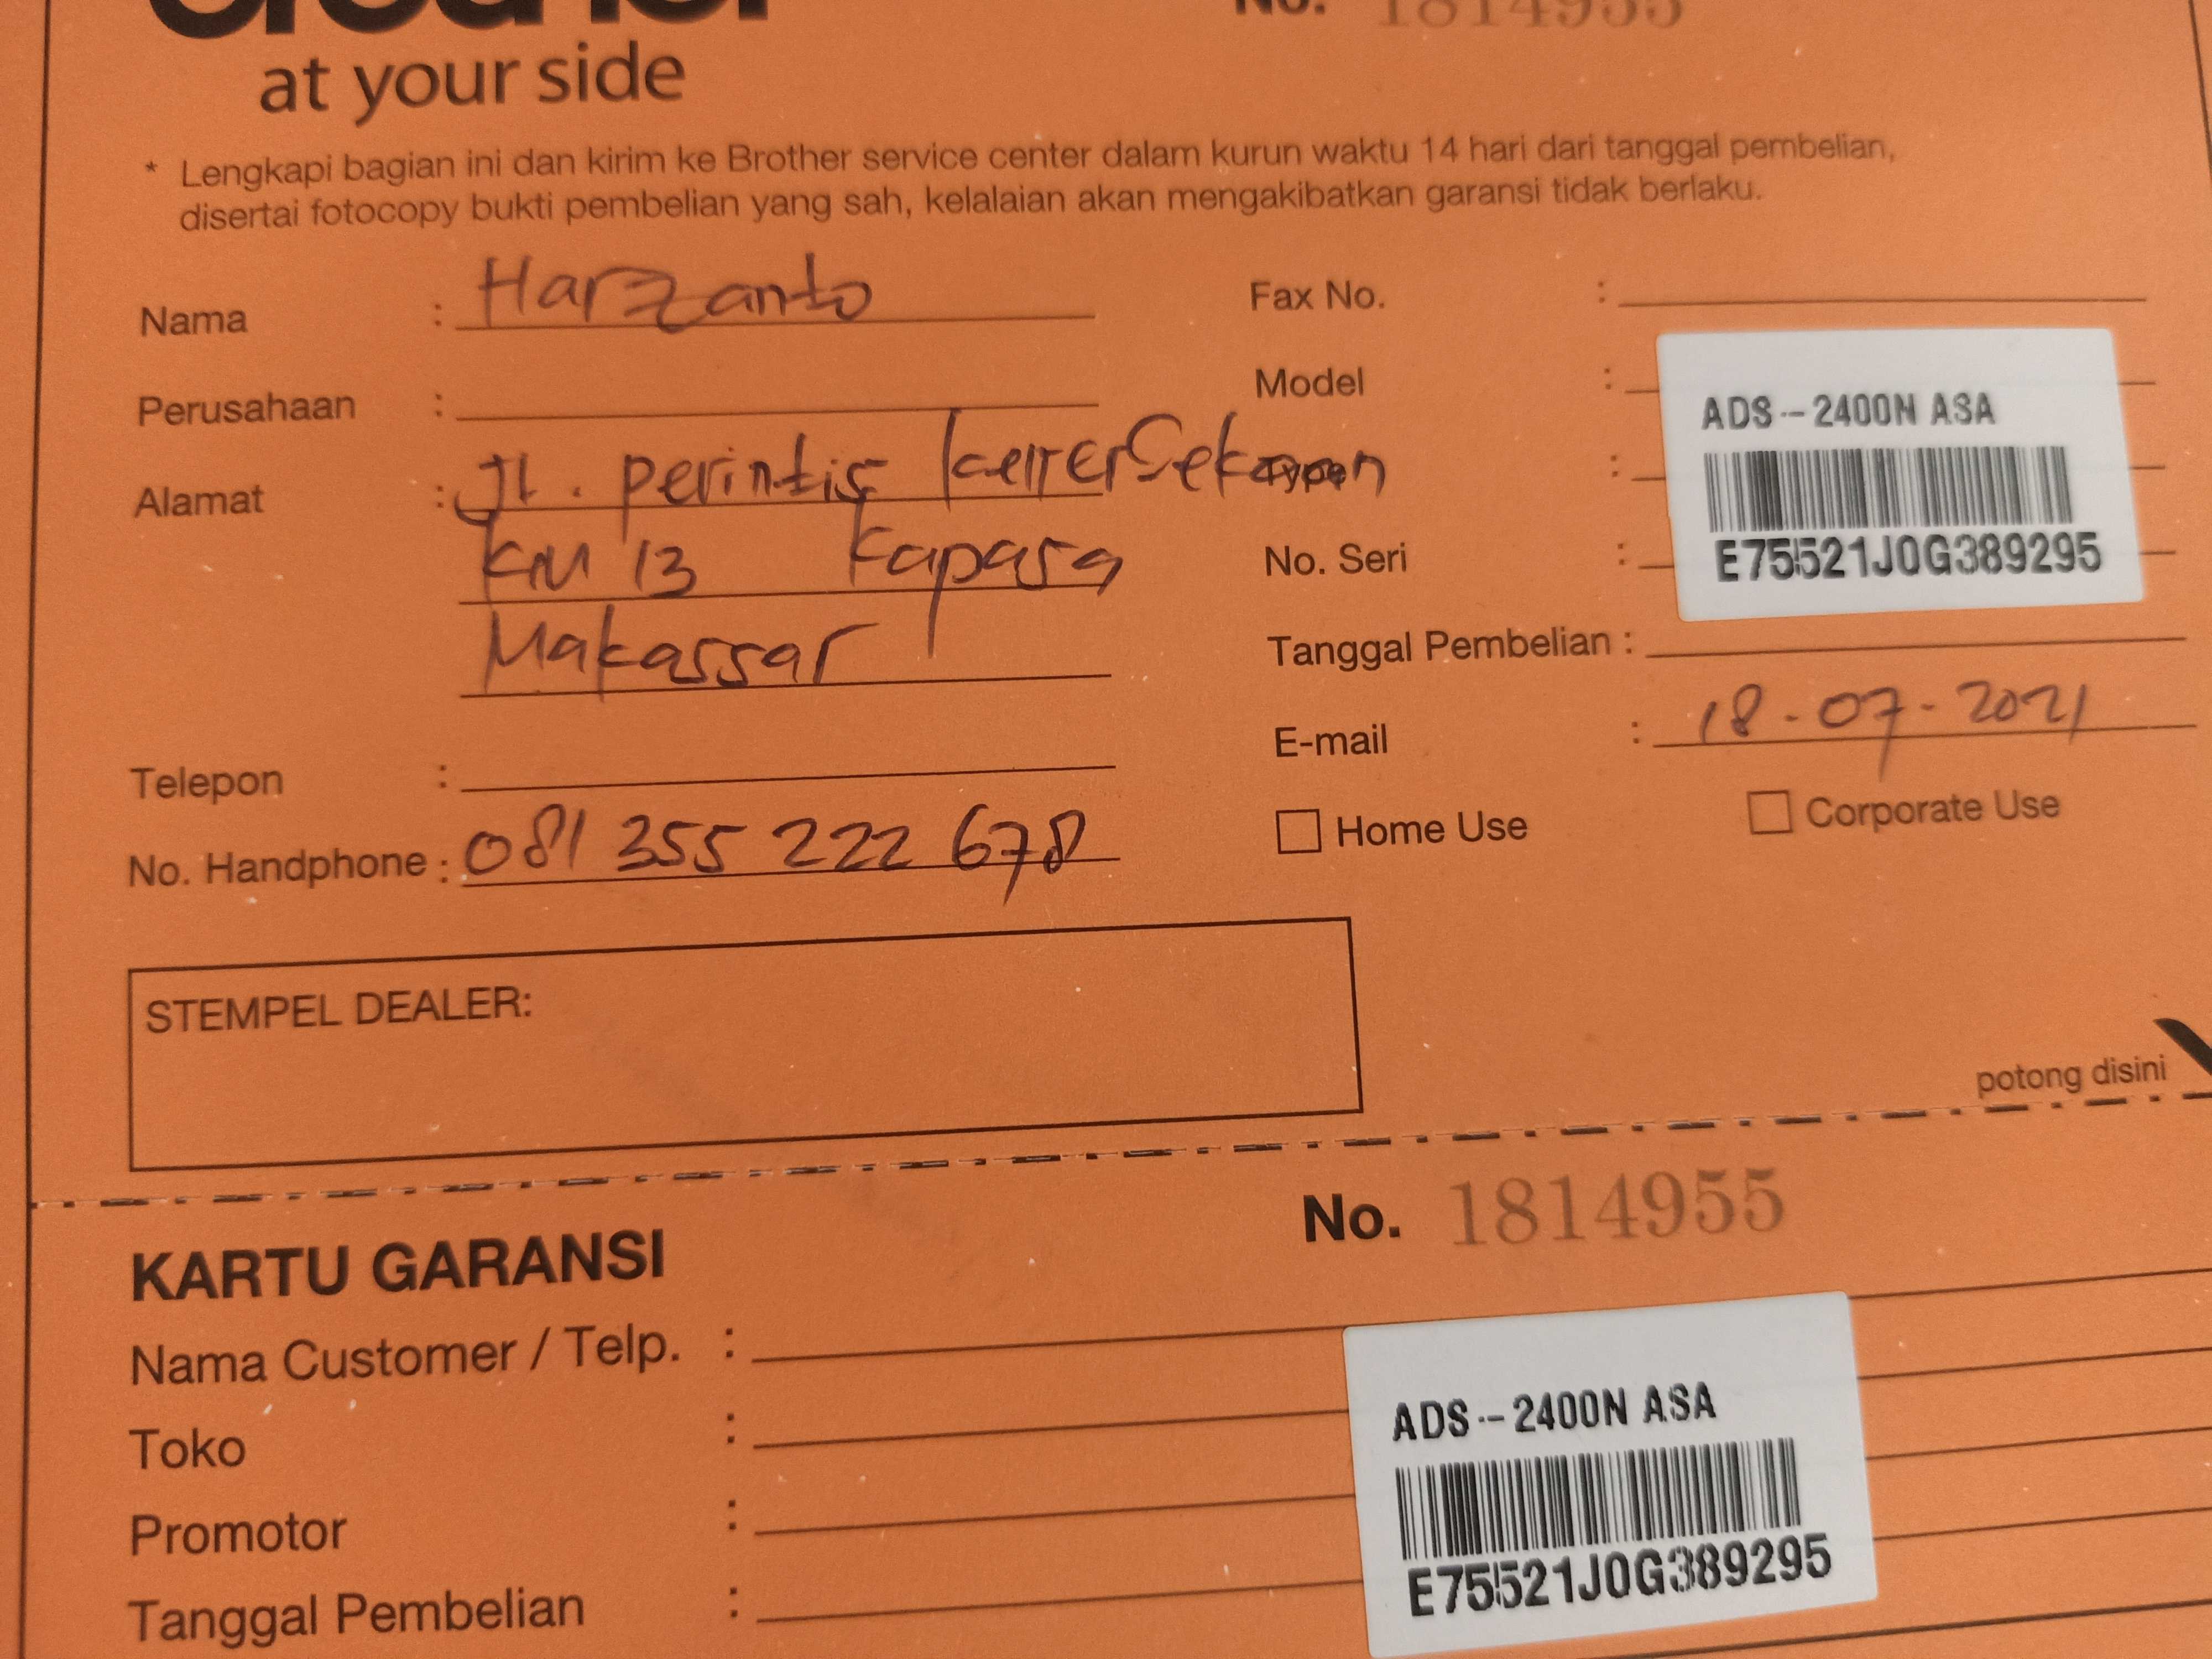 brother
No. 1814955
at your side
* Lengkapi bagian ini dan kirim ke Brother service center dalam kurun waktu 14 hari dari tanggal pembelian,
disertai fotocopy bukti pembelian yang sah, kelalaian akan mengakibatkan garansi tidak berlaku.
Nama : Harzanto
Perusahaan :
Alamat : Jl. perintis
KM 13 Kapasa
Makassar
Telepon :
No. Handphone : 081 355 222 678
Fax No. :
Model :
ADS--2400N ASA
Type :
No. Seri :
E75521J0G389295
Tanggal Pembelian :
E-mail : 18-07-2021
Home Use
Corporate Use
STEMPEL DEALER:
potong disini
KARTU GARANSI
No. 1814955
Nama Customer / Telp. :
Toko :
Promotor :
Tanggal Pembelian :
ADS--2400N ASA
E75521J0G389295